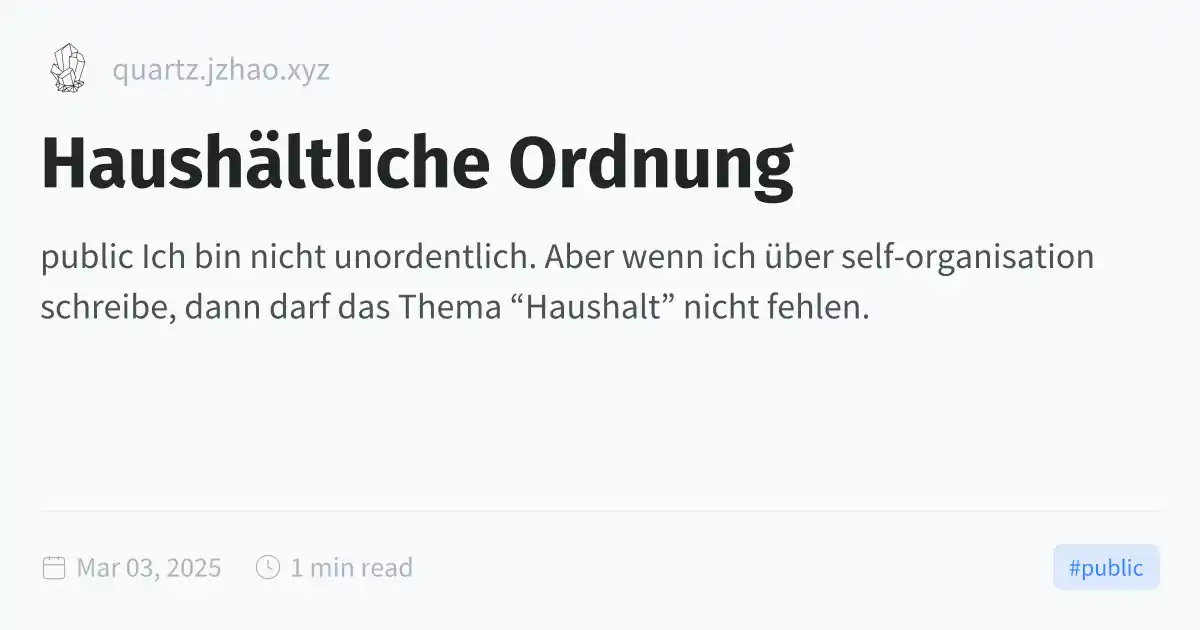 quartz.jzhao.xyz
Haushältliche Ordnung
public Ich bin nicht unordentlich. Aber wenn ich über self-organisation
schreibe, dann darf das Thema “Haushalt” nicht fehlen.
Mar 03, 2025 1 min read #public